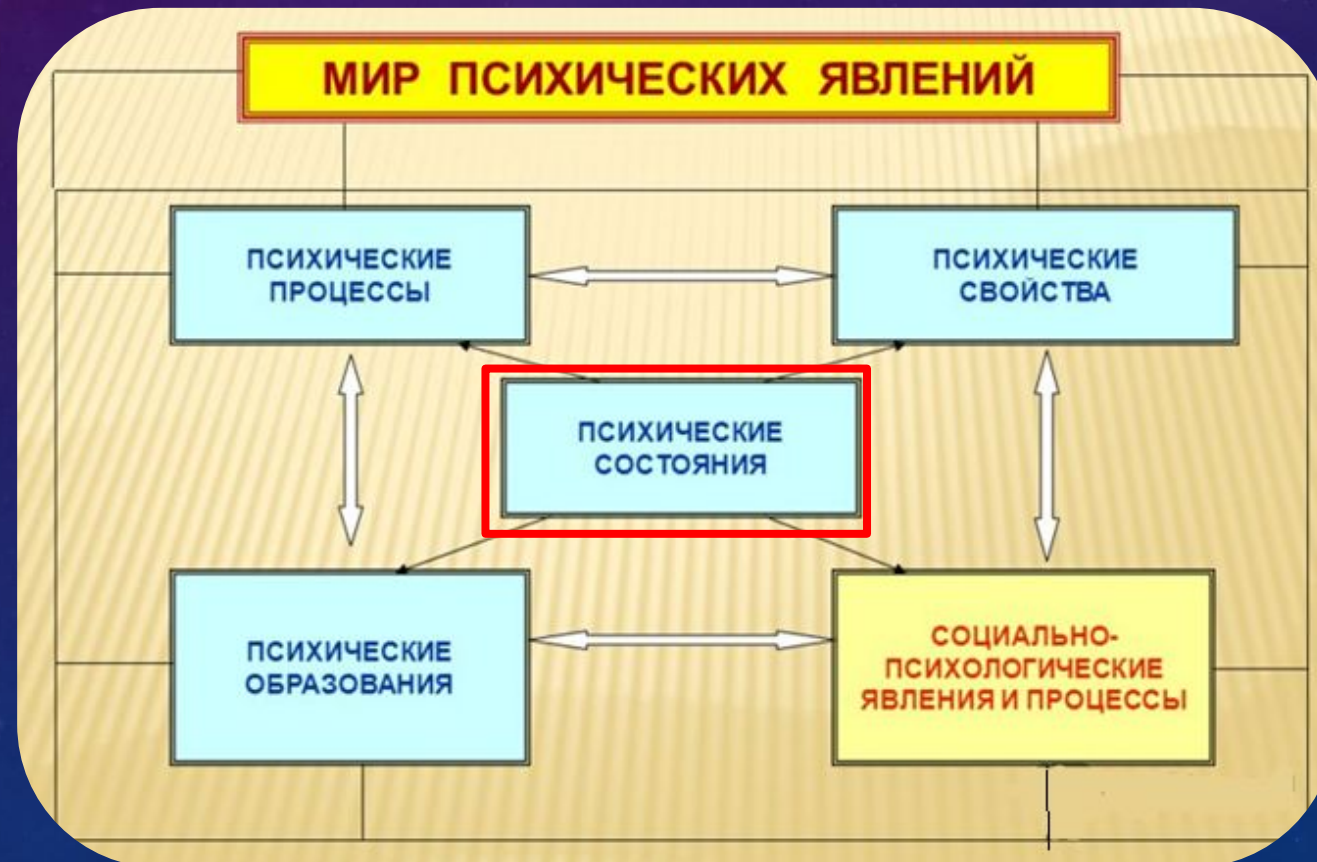 МИР ПСИХИЧЕСКИХ ЯВЛЕНИЙ
ПСИХИЧЕСКИЕ
ПРОЦЕССЫ
ПСИХИЧЕСКИЕ
СВОЙСТВА
ПСИХИЧЕСКИЕ
СОСТОЯНИЯ
ПСИХИЧЕСКИЕ
ОБРАЗОВАНИЯ
СОЦИАЛЬНО-
ПСИХОЛОГИЧЕСКИЕ
ЯВЛЕНИЯ И ПРОЦЕССЫ